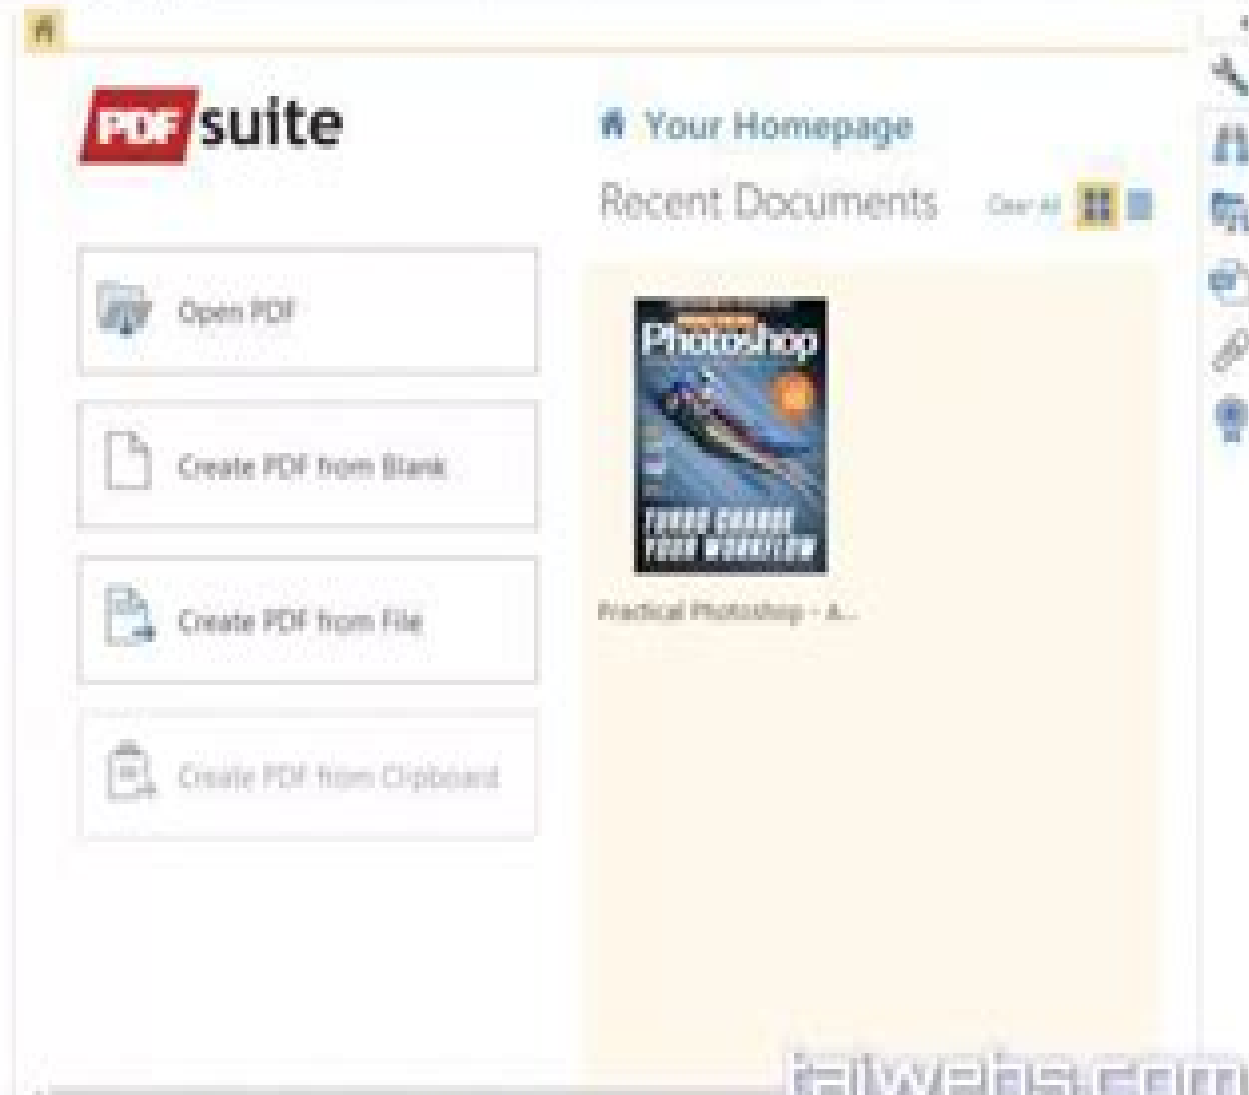 PDF suite
Your Homepage
Recent Documents
Clear All
Open PDF
Create PDF from Blank
Create PDF from File
Create PDF from Clipboard
Photoshop
TURBO CHARGE
YOUR WORKFLOW
Practical Photoshop - A...